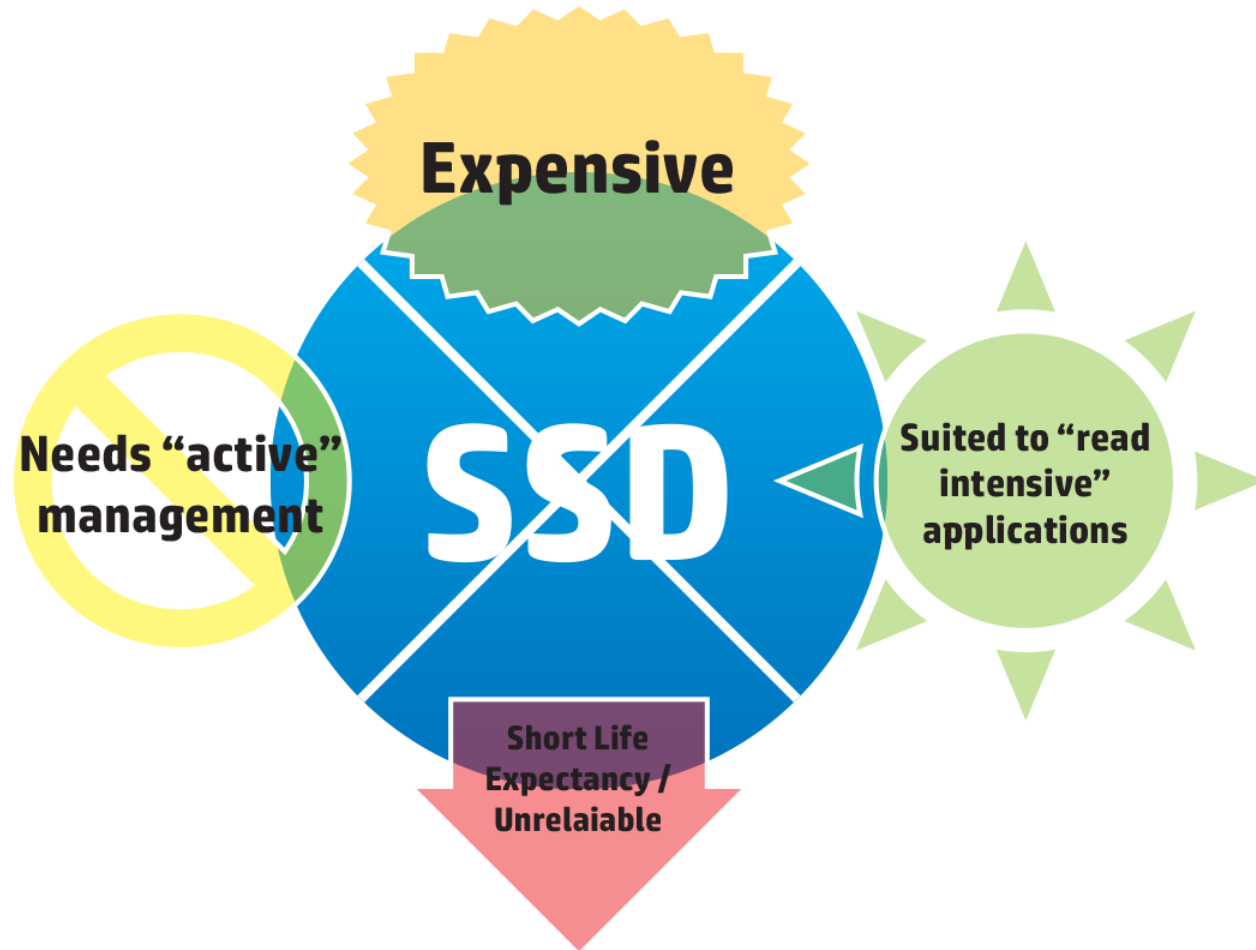 Expensive
Needs “active”
management
SSD
Suited to “read
intensive”
applications
Short Life
Expectancy /
Unrelaiable